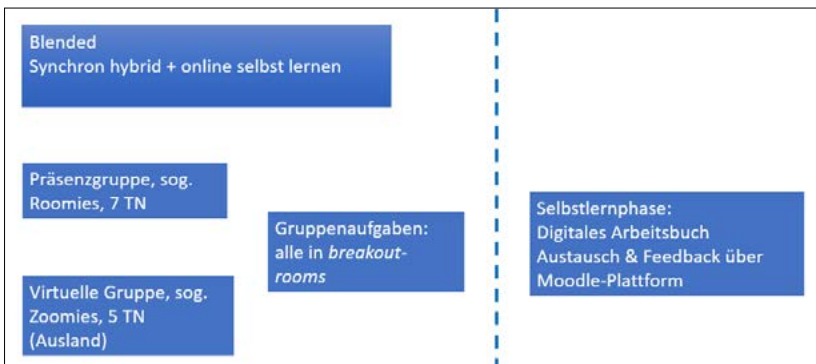 Blended
Synchron hybrid + online selbst lernen
Präsenzgruppe, sog.
Roomies, 7 TN
Virtuelle Gruppe, sog.
Zoomies, 5 TN
(Ausland)
Gruppenaufgaben:
alle in breakout-
rooms
Selbstlernphase:
Digitales Arbeitsbuch
Austausch & Feedback über
Moodle-Plattform